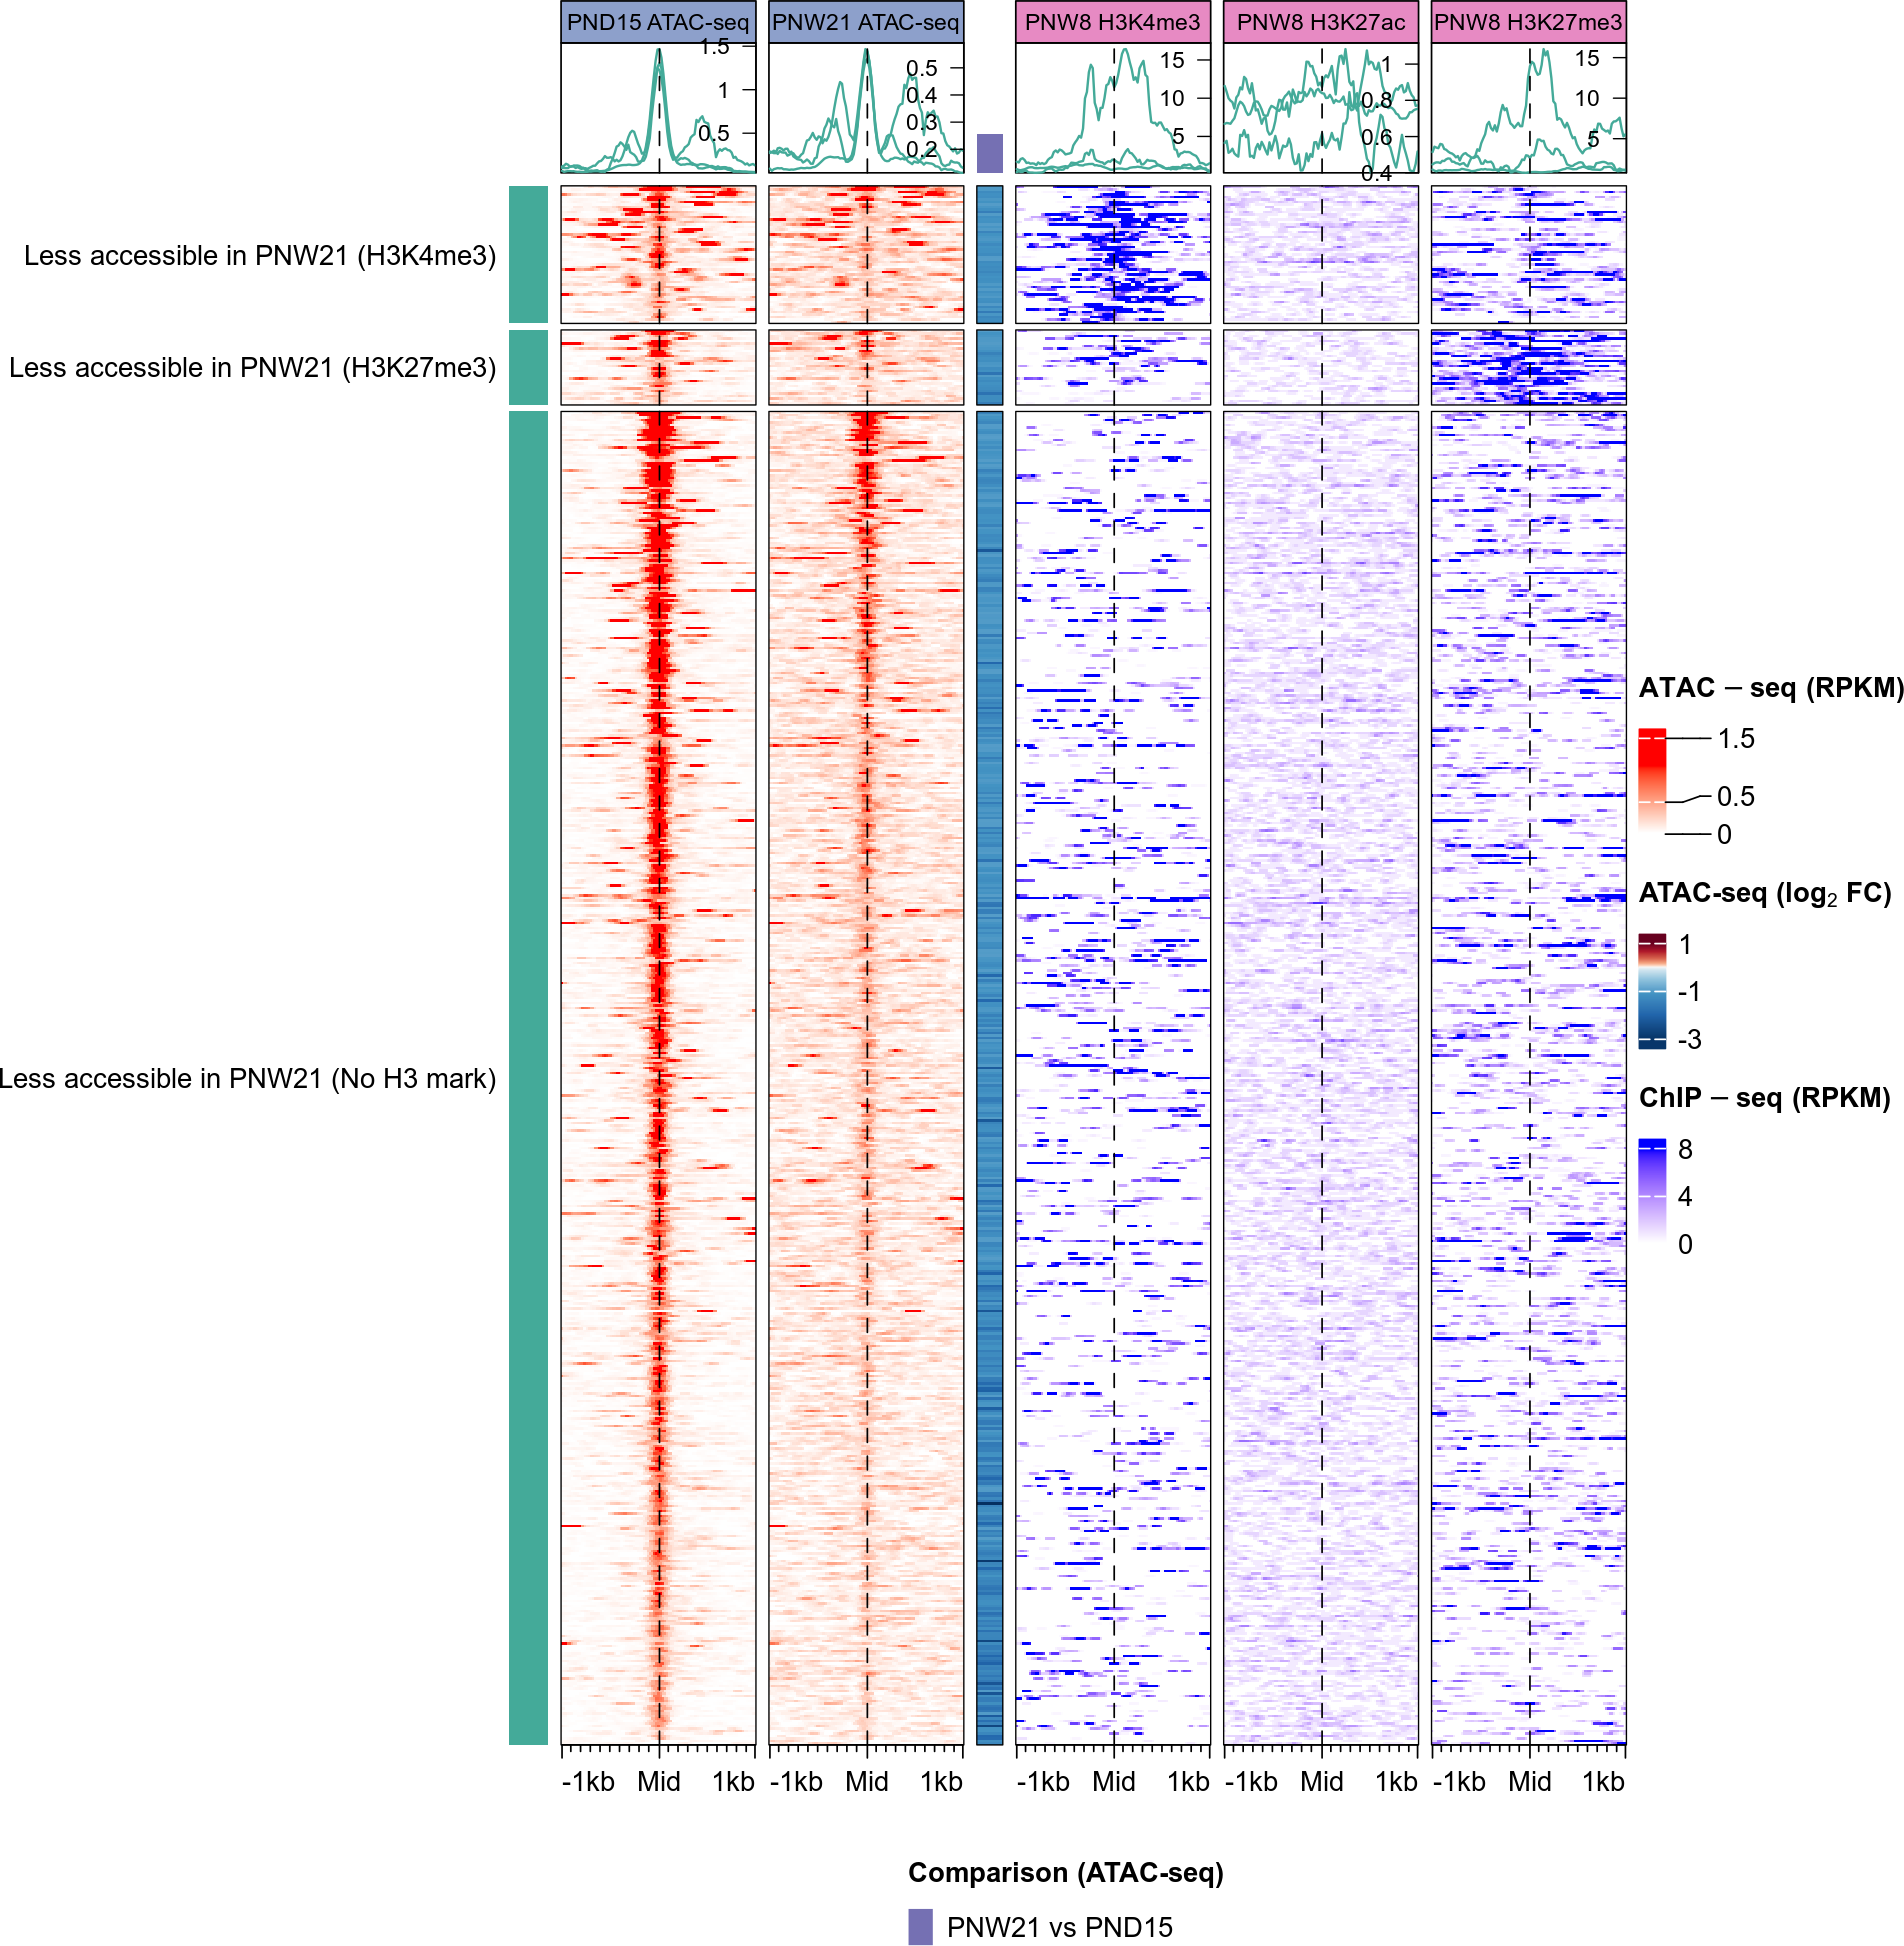 PND15 ATAC-seq PNW21 ATAC-seq PNW8 H3K4me3 PNW8 H3K27ac PNW8 H3K27me3
1.5
1
0.5
0.5
0.4
0.3
0.2
15
10
5
1
0.8
0.6
0.4
15
10
5
Less accessible in PNW21 (H3K4me3)
Less accessible in PNW21 (H3K27me3)
Less accessible in PNW21 (No H3 mark)
ATAC – seq (RPKM)
1.5
0.5
0
ATAC-seq (log₂ FC)
1
-1
-3
ChIP – seq (RPKM)
8
4
0
-1kb Mid 1kb -1kb Mid 1kb -1kb Mid 1kb -1kb Mid 1kb -1kb Mid 1kb
Comparison (ATAC-seq)
PNW21 vs PND15